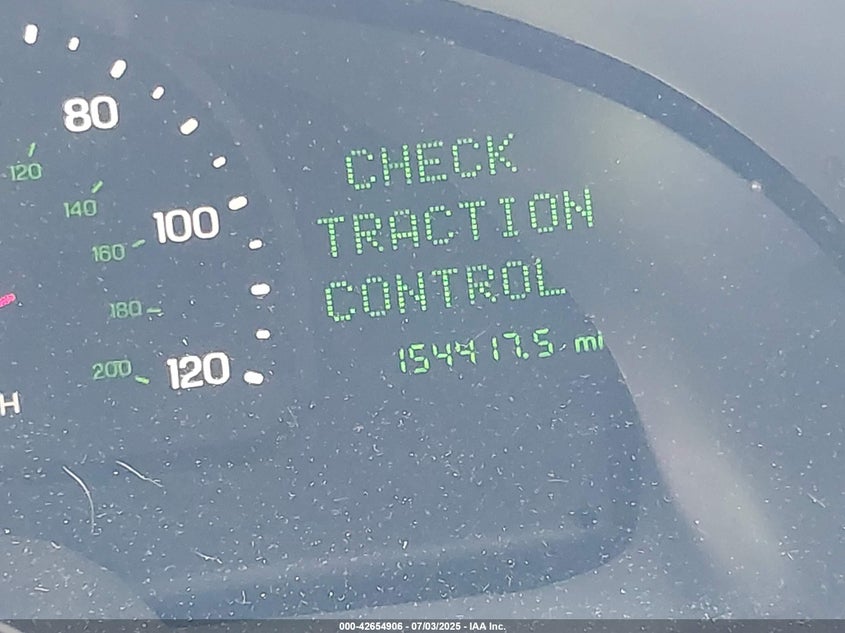 80
120
140
100
160
180
200
120
H
CHECK
TRACTION
CONTROL
154417.5 mi
000-42654906 - 07/03/2025 - IAA Inc.